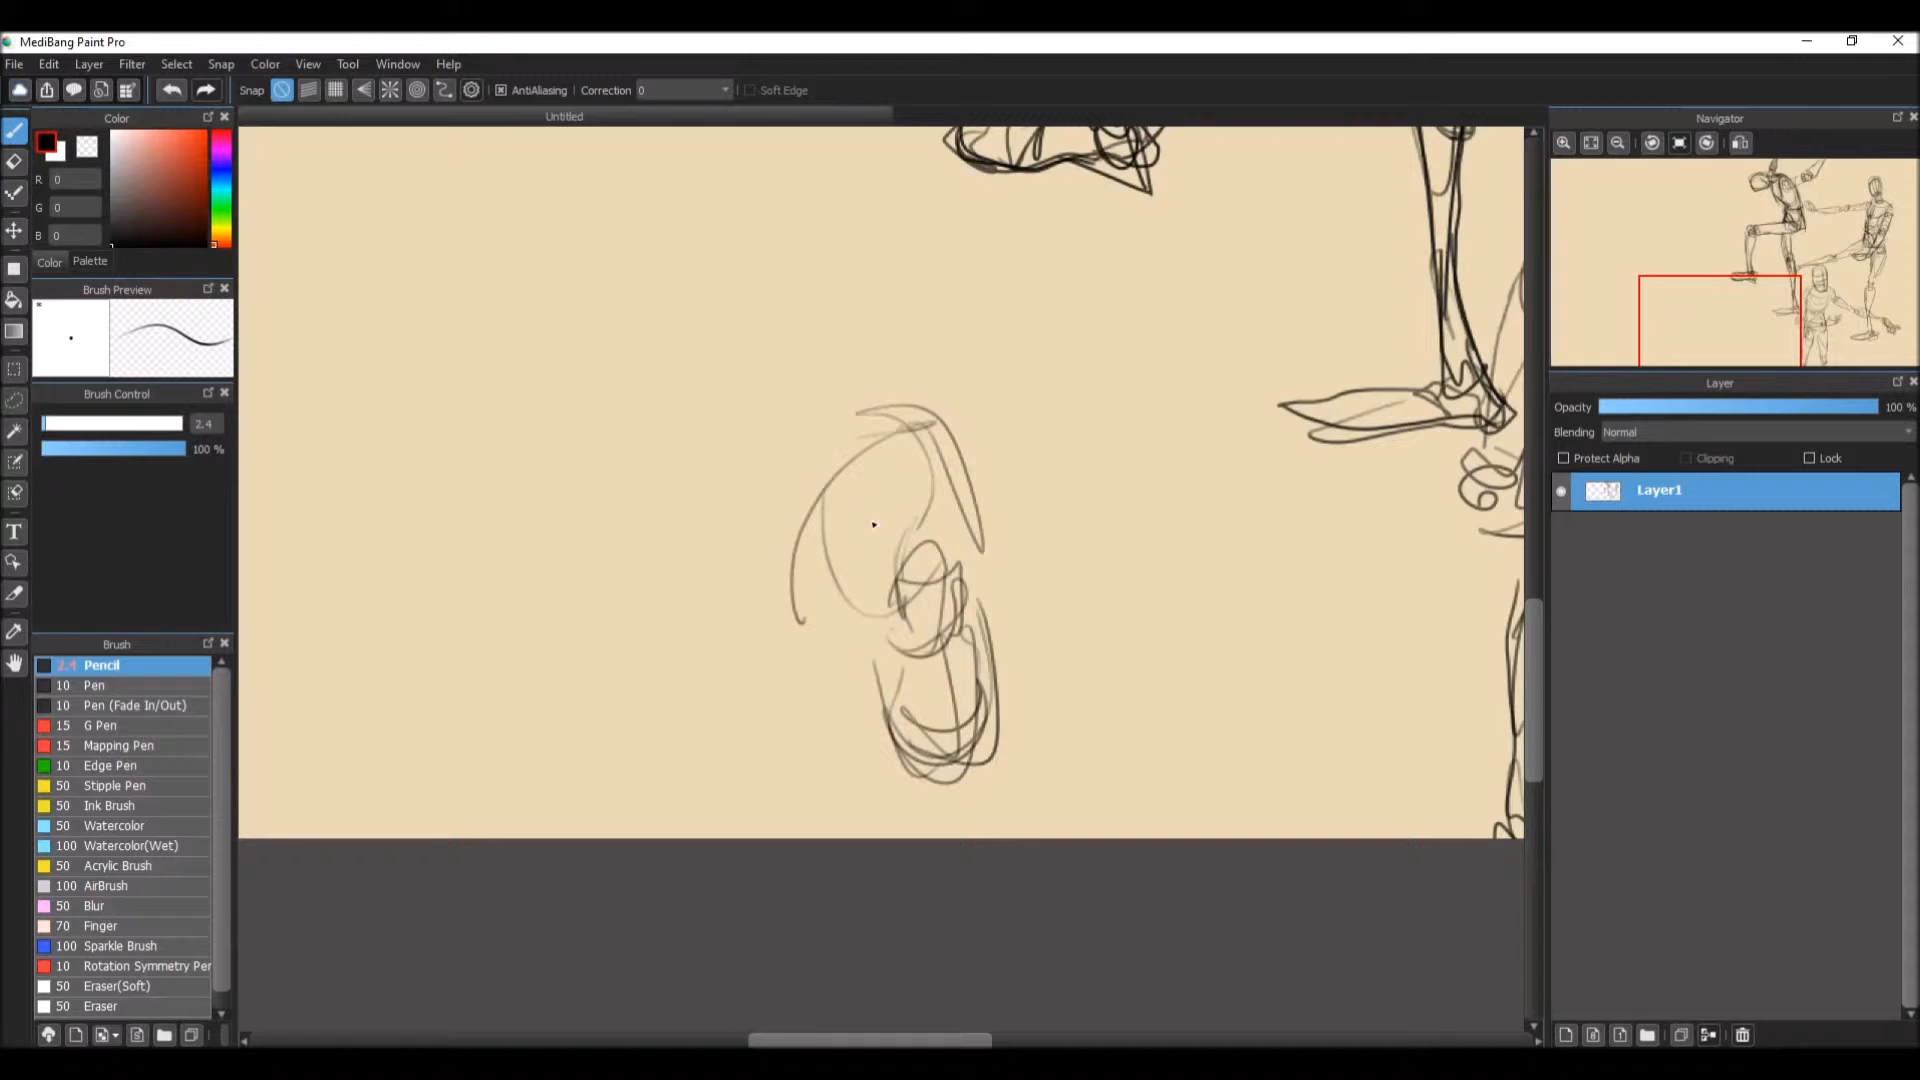 MediBang Paint Pro
File Edit Layer Filter Select Snap Color View Tool Window Help
Snap AntiAliasing Correction 0 Soft Edge
Color
Untitled
Navigator
R 0
G 0
B 0
Color Palette
Brush Preview
*
Brush Control
2.4
100 %
Layer
Opacity 100 %
Blending Normal
Protect Alpha Clipping Lock
Layer1
T
Brush
2.4 Pencil
10 Pen
10 Pen (Fade In/Out)
15 G Pen
15 Mapping Pen
10 Edge Pen
50 Stipple Pen
50 Ink Brush
50 Watercolor
100 Watercolor(Wet)
50 Acrylic Brush
100 AirBrush
50 Blur
70 Finger
100 Sparkle Brush
10 Rotation Symmetry Per
50 Eraser(Soft)
50 Eraser